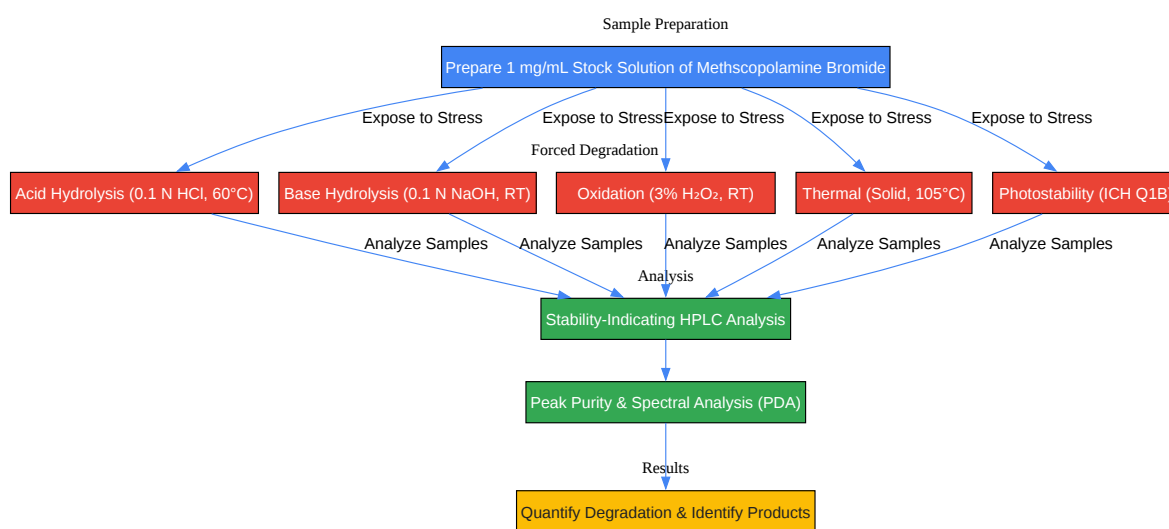 Sample Preparation
Prepare 1 mg/mL Stock Solution of Methscopolamine Bromide
Expose to Stress
Expose to Stress
Expose to Stress
Expose to Stress
Expose to Stress
Forced Degradation
Acid Hydrolysis (0.1 N HCl, 60°C)
Base Hydrolysis (0.1 N NaOH, RT)
Oxidation (3% H₂O₂, RT)
Thermal (Solid, 105°C)
Photostability (ICH Q1B)
Analyze Samples
Analyze Samples
Analyze Samples
Analyze Samples
Analyze Samples
Analysis
Stability-Indicating HPLC Analysis
Peak Purity & Spectral Analysis (PDA)
Results
Quantify Degradation & Identify Products